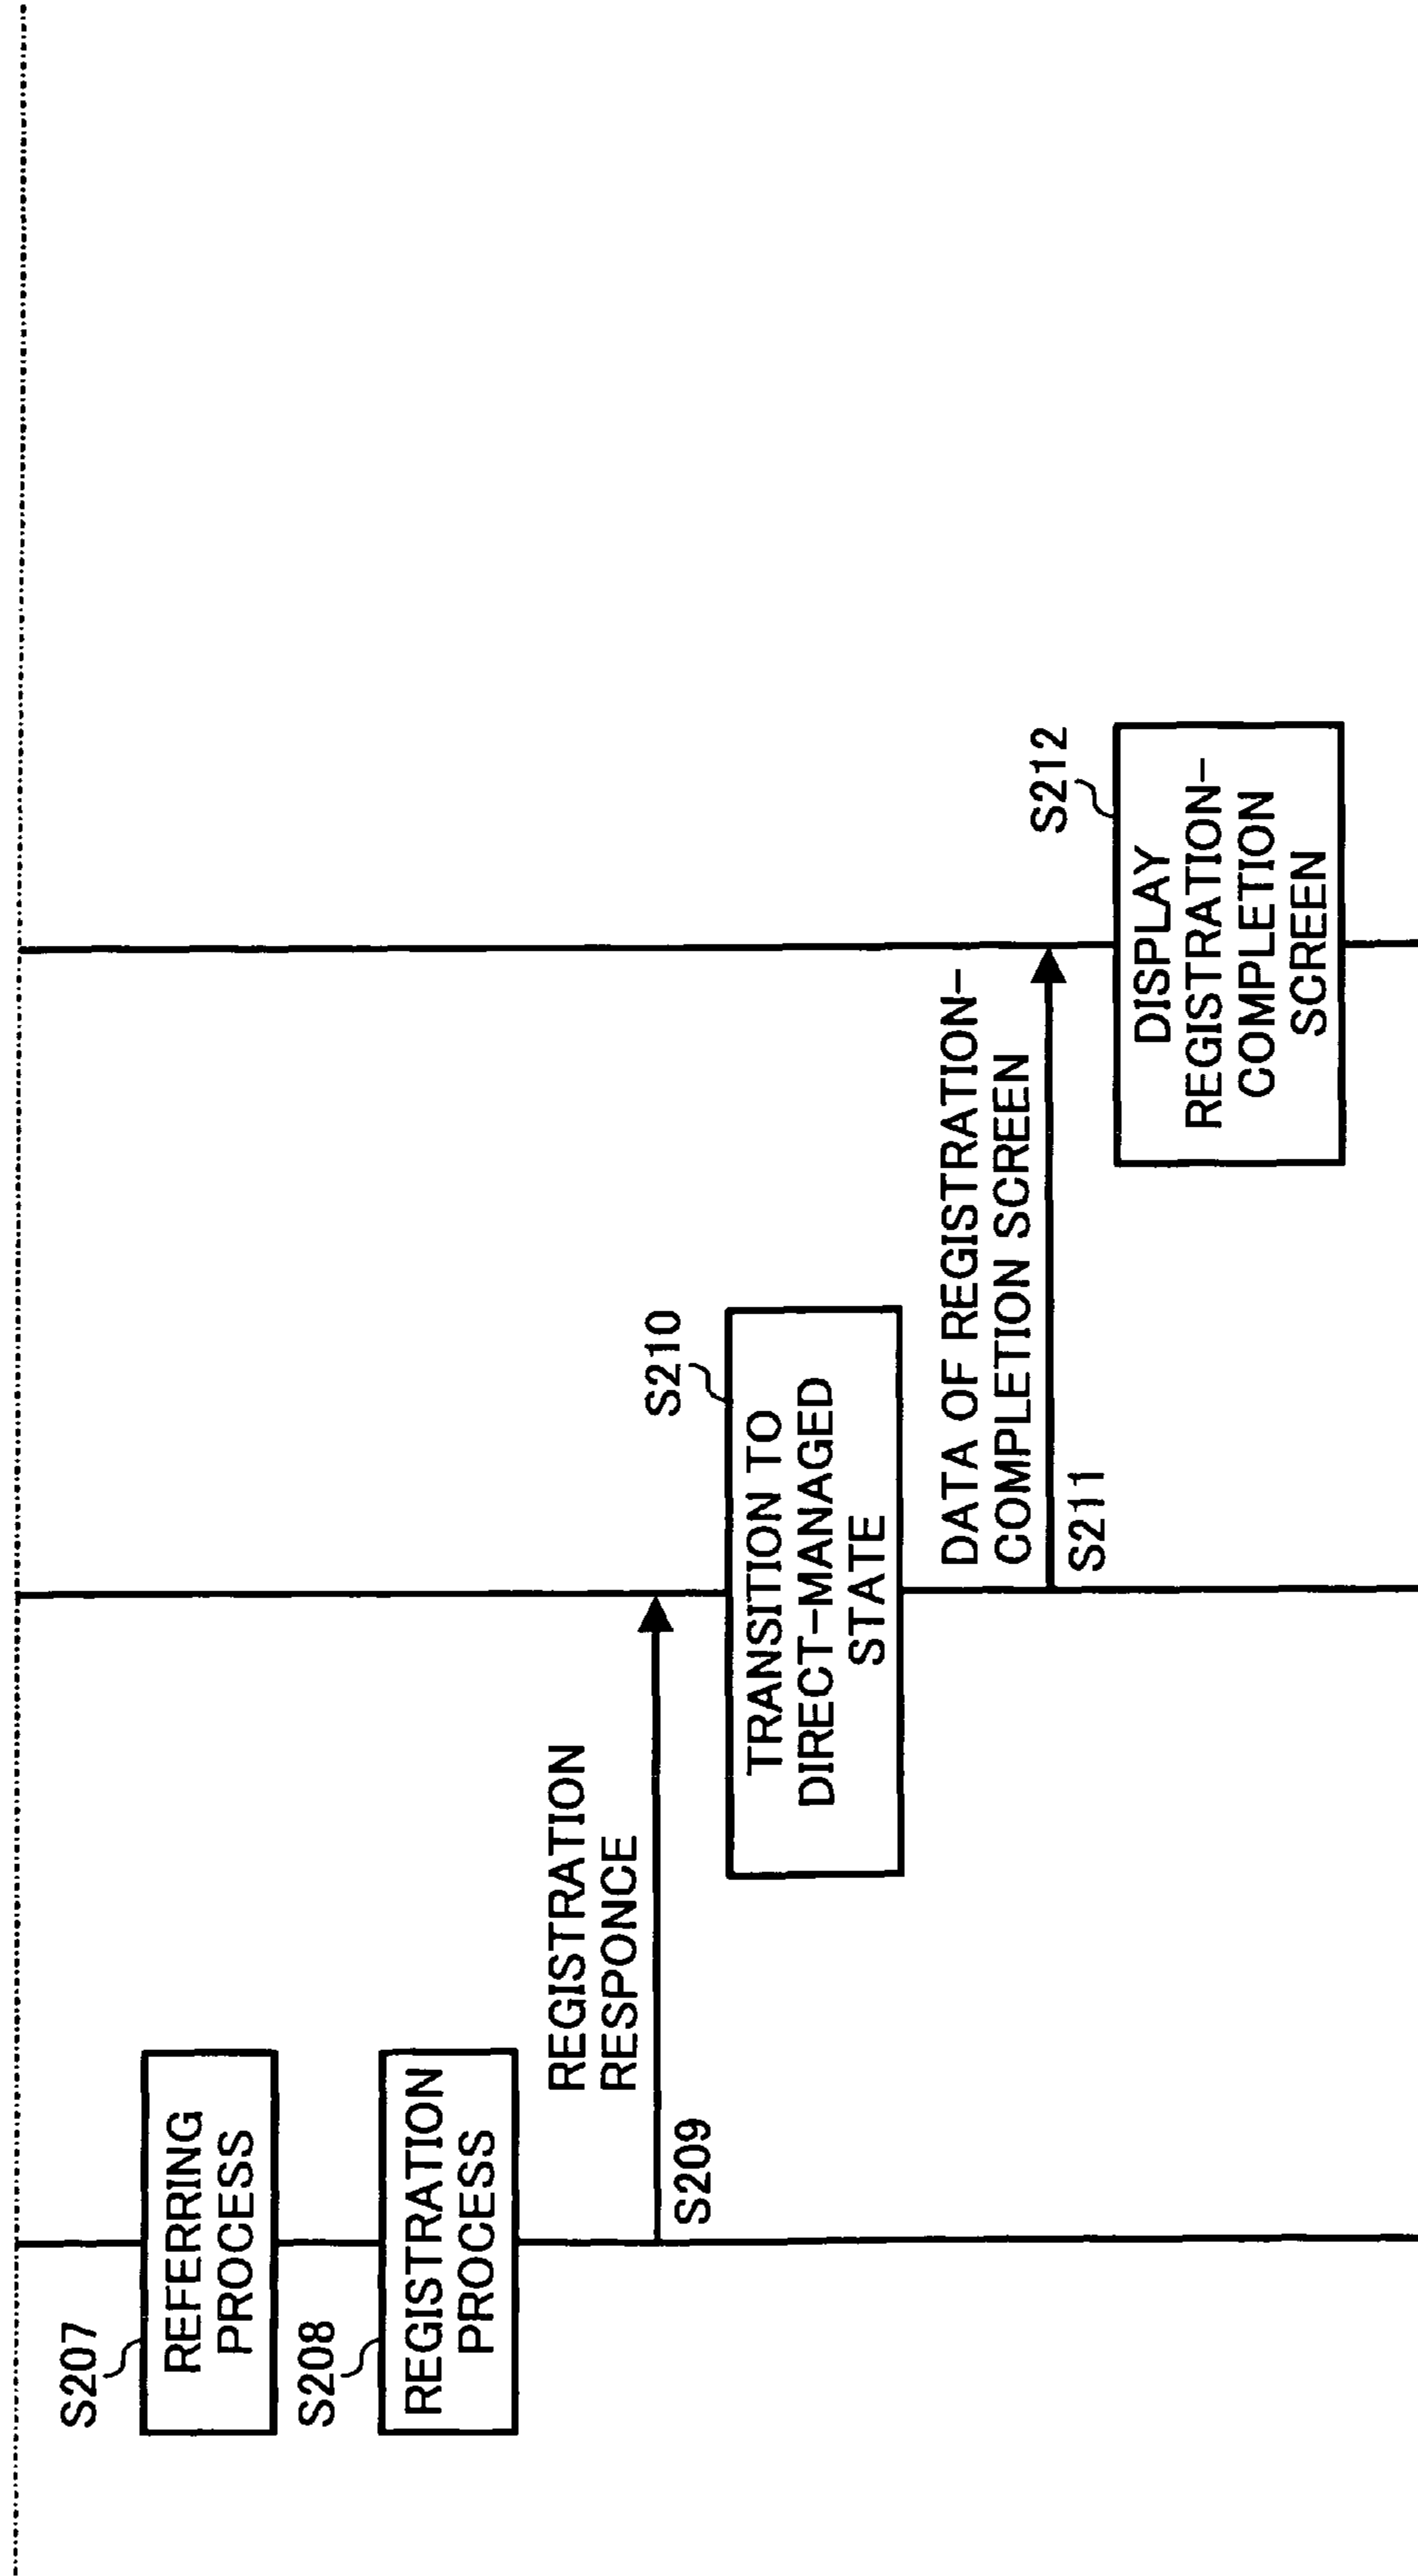 S207
REFERRING
PROCESS
S208
REGISTRATION
PROCESS
REGISTRATION
RESPONCE
S209
S210
TRANSITION TO
DIRECT-MANAGED
STATE
DATA OF REGISTRATION-
COMPLETION SCREEN
S211
S212
DISPLAY
REGISTRATION-
COMPLETION
SCREEN